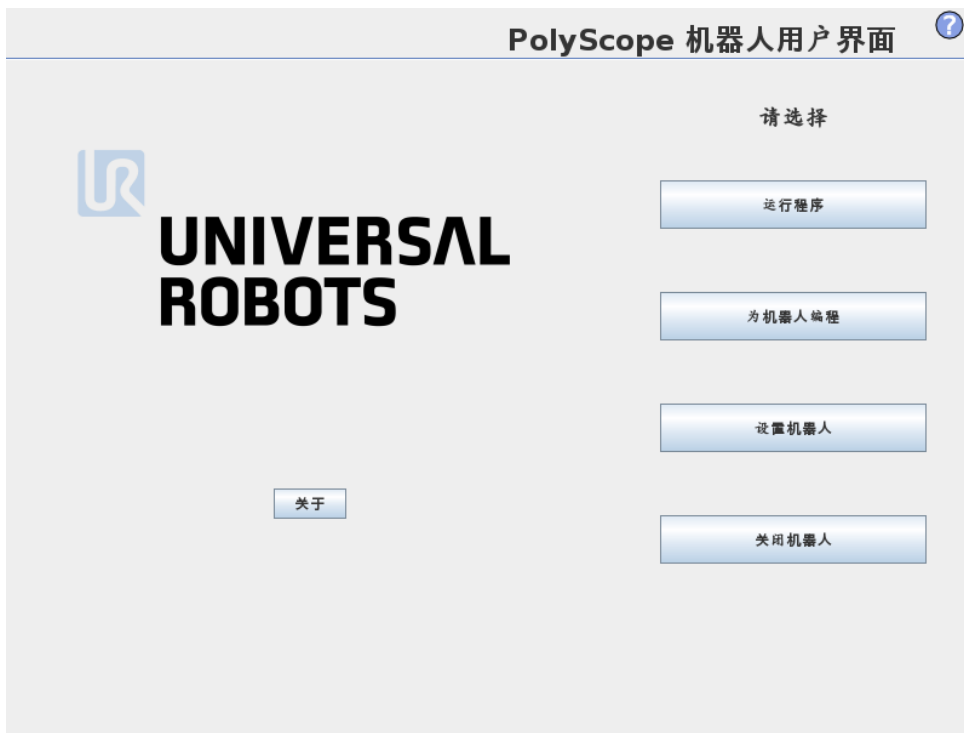 PolyScope 机器人用户界面
?
请选择
UR
UNIVERSAL
ROBOTS
运行程序
为机器人编程
设置机器人
关于
关闭机器人